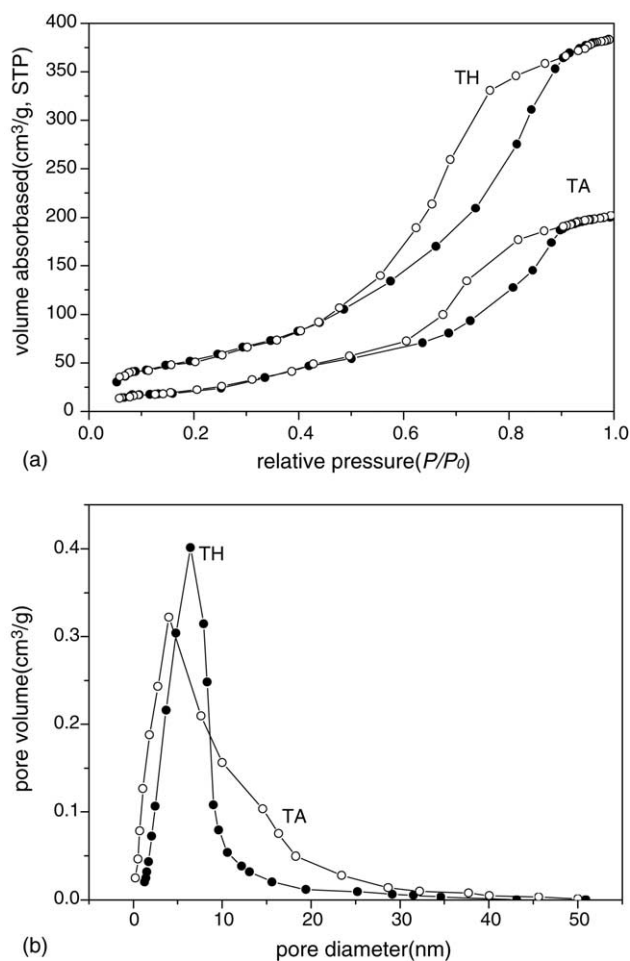 400
350
300
250
200
150
100
50
0
volume absorbased(cm³/g, STP)
TH
TA
0.0 0.2 0.4 0.6 0.8 1.0
(a)
relative pressure(P/P₀)
0.4
0.3
0.2
0.1
0.0
pore volume(cm³/g)
TH
TA
0 10 20 30 40 50
(b)
pore diameter(nm)